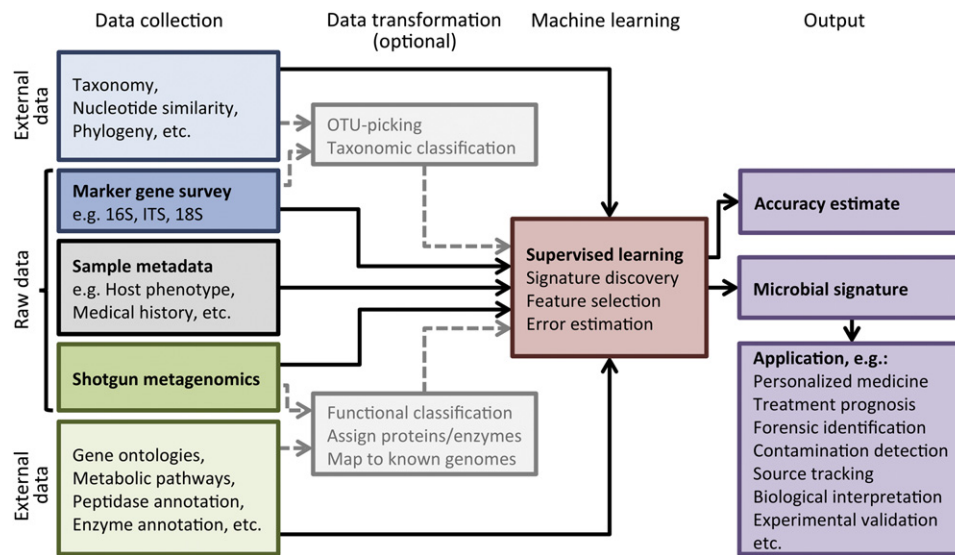 Data collection
Data transformation
(optional)
Machine learning
Output
External
data
Taxonomy,
Nucleotide similarity,
Phylogeny, etc.
OTU-picking
Taxonomic classification
Raw data
Marker gene survey
e.g. 16S, ITS, 18S
Sample metadata
e.g. Host phenotype,
Medical history, etc.
Shotgun metagenomics
Supervised learning
Signature discovery
Feature selection
Error estimation
Accuracy estimate
Microbial signature
Functional classification
Assign proteins/enzymes
Map to known genomes
External
data
Gene ontologies,
Metabolic pathways,
Peptidase annotation,
Enzyme annotation, etc.
Application, e.g.:
Personalized medicine
Treatment prognosis
Forensic identification
Contamination detection
Source tracking
Biological interpretation
Experimental validation
etc.